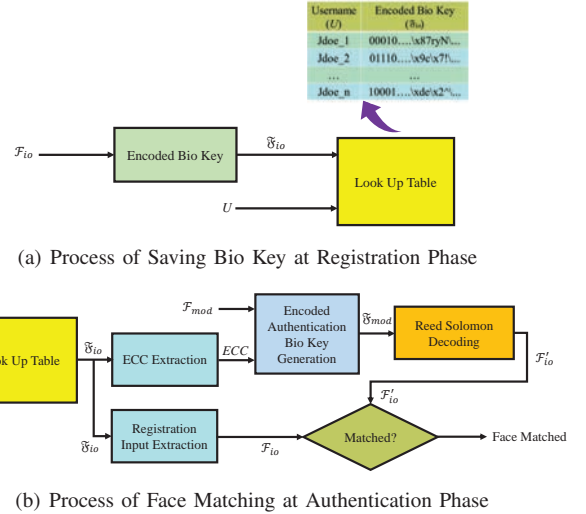 Username Encoded Bio Key
(U) (𝔉io)
Jdoe_1 00010....\x87ryN\...
Jdoe_2 01110....\x9c\x7!\...
... ...
Jdoe_n 10001....\xde\x2^\...
ℱio
Encoded Bio Key
𝔉io
Look Up Table
U
(a) Process of Saving Bio Key at Registration Phase
ℱmod
Encoded
Authentication
Bio Key
Generation
𝔉mod
Reed Solomon
Decoding
k Up Table
𝔉io
ECC Extraction
ECC
ℱ′io
ℱ′io
Registration
Input Extraction
𝔉io
ℱio
Matched?
Face Matched
(b) Process of Face Matching at Authentication Phase